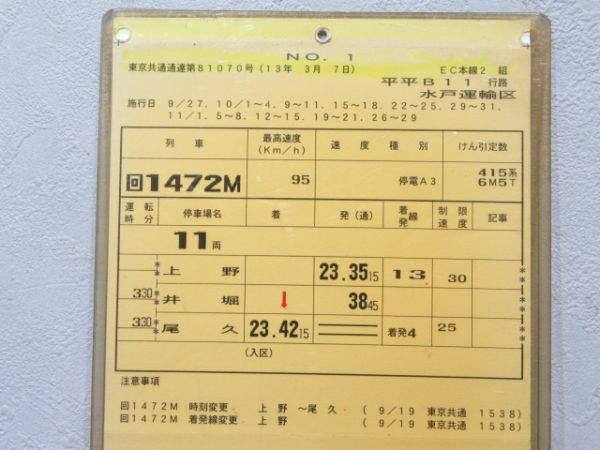 NO. 1
東京共通通達第81070号(13年 3月 7日) EC本線2 組
平平B11 行路
水戸運輸区
施行日 9/27.10/1~4.9~11.15~18.22~25.29~31.
11/1.5~8.12~15.19~21.26~29
列車 最高速度(Km/h) 速度種別 けん引定数
回1472M 95 停電A3 415系 6M5T
運転時分 停車場名 着 発(通) 着発線 制限速度 記事
11両
上野 23.35 15 13 30
330 井堀 ↓ 38 45
330 尾久 23.42 15 着発4 25
(入区)
注意事項
回1472M 時刻変更 上野~尾久 (9/19 東京共通 1538)
回1472M 着発線変更 上野 (9/19 東京共通 1538)